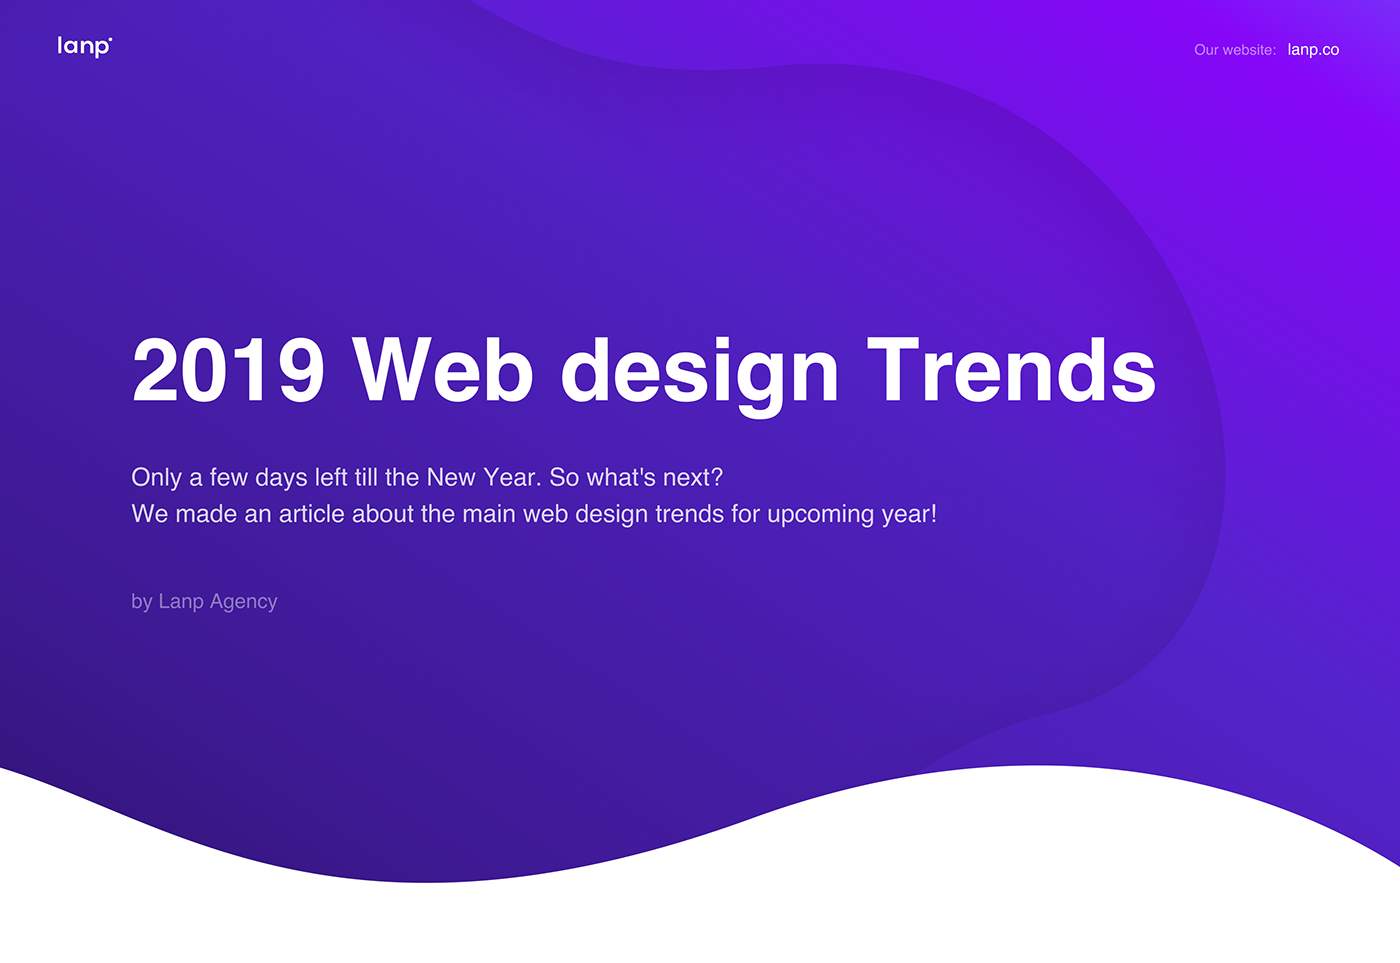 lanp
Our website: lanp.co
2019 Web design Trends
Only a few days left till the New Year. So what's next?
We made an article about the main web design trends for upcoming year!
by Lanp Agency